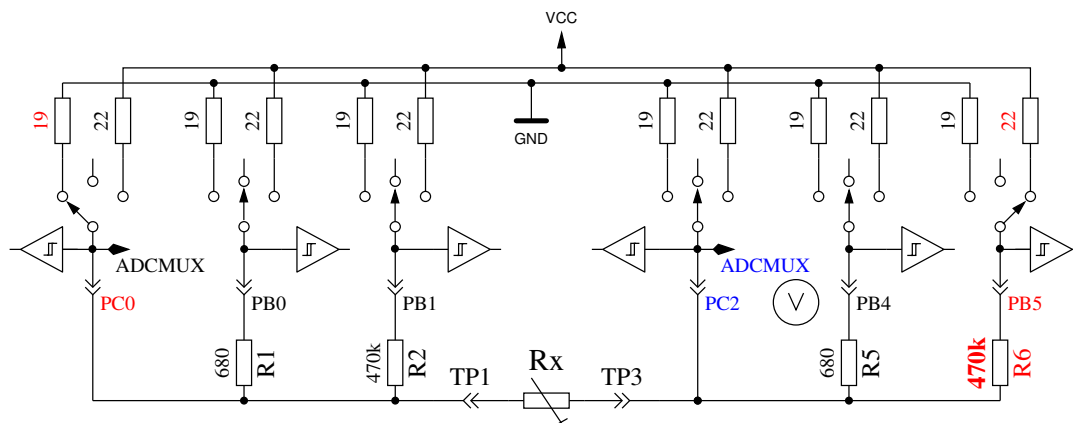 VCC
19
22
19
22
19
22
GND
19
22
19
22
19
22
ADCMUX
ADCMUX
PC0
PB0
PB1
PC2
V
PB4
PB5
680
R1
470k
R2
680
R5
470k
R6
TP1
Rx
TP3